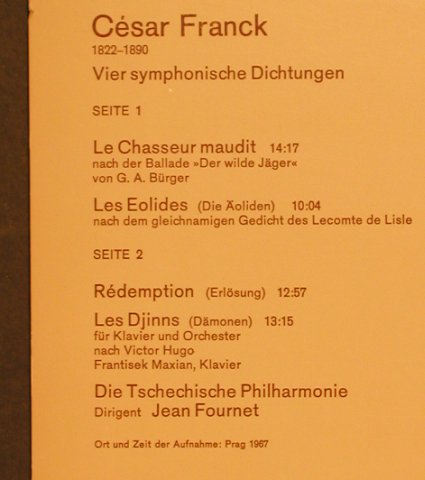 César Franck
1822–1890
Vier symphonische Dichtungen
SEITE 1
Le Chasseur maudit 14:17
nach der Ballade »Der wilde Jäger«
von G. A. Bürger
Les Eolides (Die Äoliden) 10:04
nach dem gleichnamigen Gedicht des Lecomte de Lisle
SEITE 2
Rédemption (Erlösung) 12:57
Les Djinns (Dämonen) 13:15
für Klavier und Orchester
nach Victor Hugo
Frantisek Maxian, Klavier
Die Tschechische Philharmonie
Dirigent Jean Fournet
Ort und Zeit der Aufnahme: Prag 1967